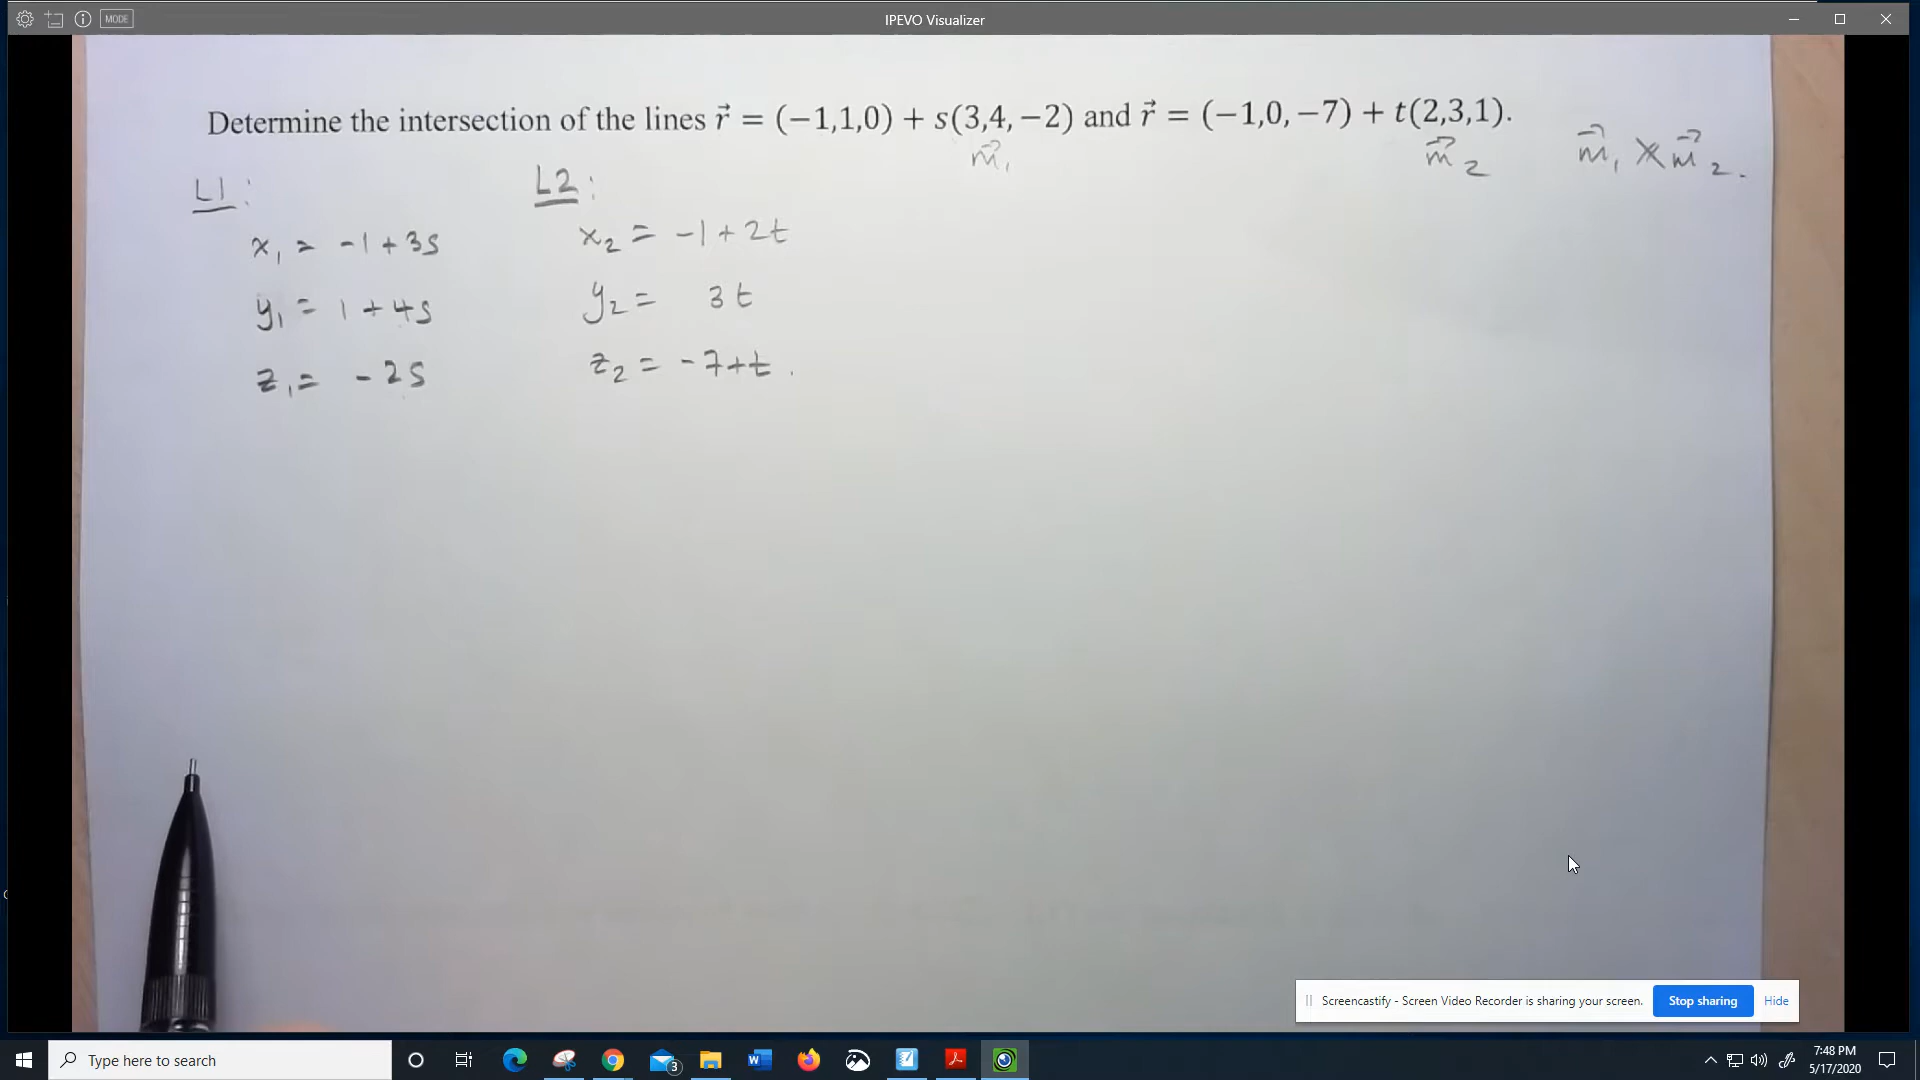 MODE
IPEVO Visualizer
Determine the intersection of the lines r⃗ = (−1,1,0) + s(3,4,−2) and r⃗ = (−1,0,−7) + t(2,3,1).
m⃗₁
m⃗₂
m⃗₁ ∦ m⃗₂.
L1:
L2:
x₁ = -1+3s
x₂ = -1+2t
y₁ = 1+4s
y₂ = 3t
z₁ = -2s
z₂ = -7+t.
Screencastify - Screen Video Recorder is sharing your screen.
Stop sharing
Hide
Type here to search
3
7:48 PM
5/17/2020